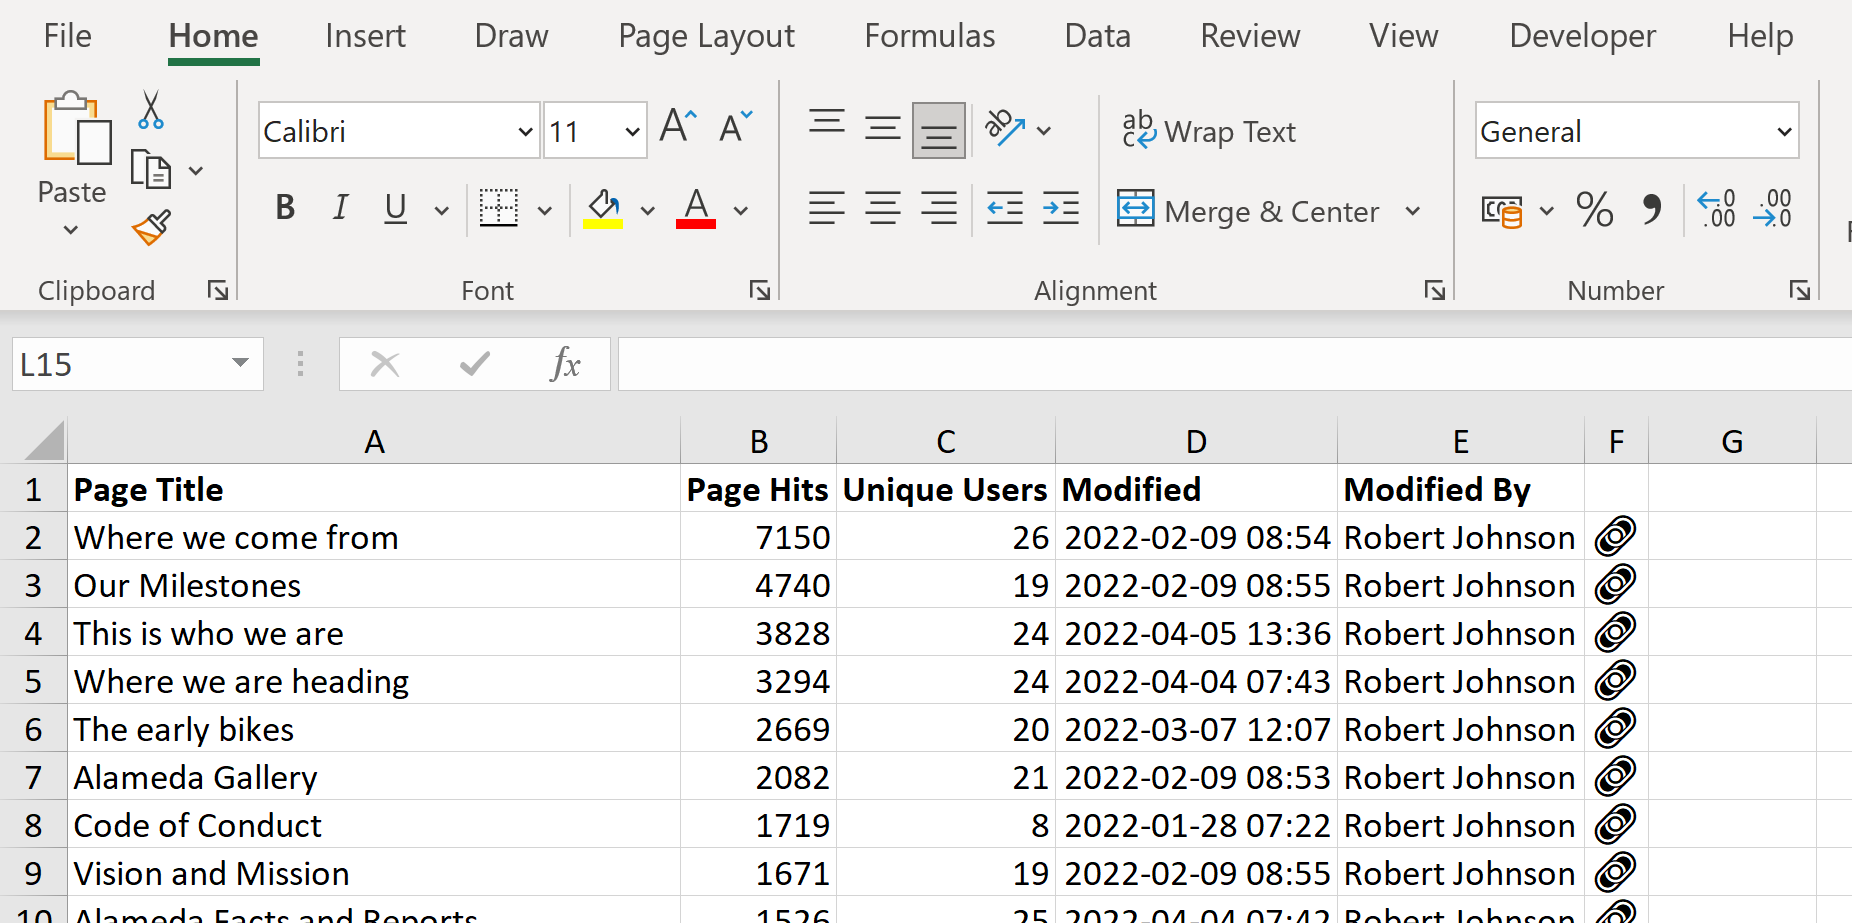 File Home Insert Draw Page Layout Formulas Data Review View Developer Help
Calibri 11 A A ab ab Wrap Text General
c
Paste B I U A Merge & Center % 0 .00
.00 .0
Clipboard Font Alignment Number
L15 fx
A B C D E F G
1 Page Title Page Hits Unique Users Modified Modified By
2 Where we come from 7150 26 2022-02-09 08:54 Robert Johnson
3 Our Milestones 4740 19 2022-02-09 08:55 Robert Johnson
4 This is who we are 3828 24 2022-04-05 13:36 Robert Johnson
5 Where we are heading 3294 24 2022-04-04 07:43 Robert Johnson
6 The early bikes 2669 20 2022-03-07 12:07 Robert Johnson
7 Alameda Gallery 2082 21 2022-02-09 08:53 Robert Johnson
8 Code of Conduct 1719 8 2022-01-28 07:22 Robert Johnson
9 Vision and Mission 1671 19 2022-02-09 08:55 Robert Johnson
10 Alameda Facts and Reports 1526 25 2022-04-04 07:42 Robert Johnson